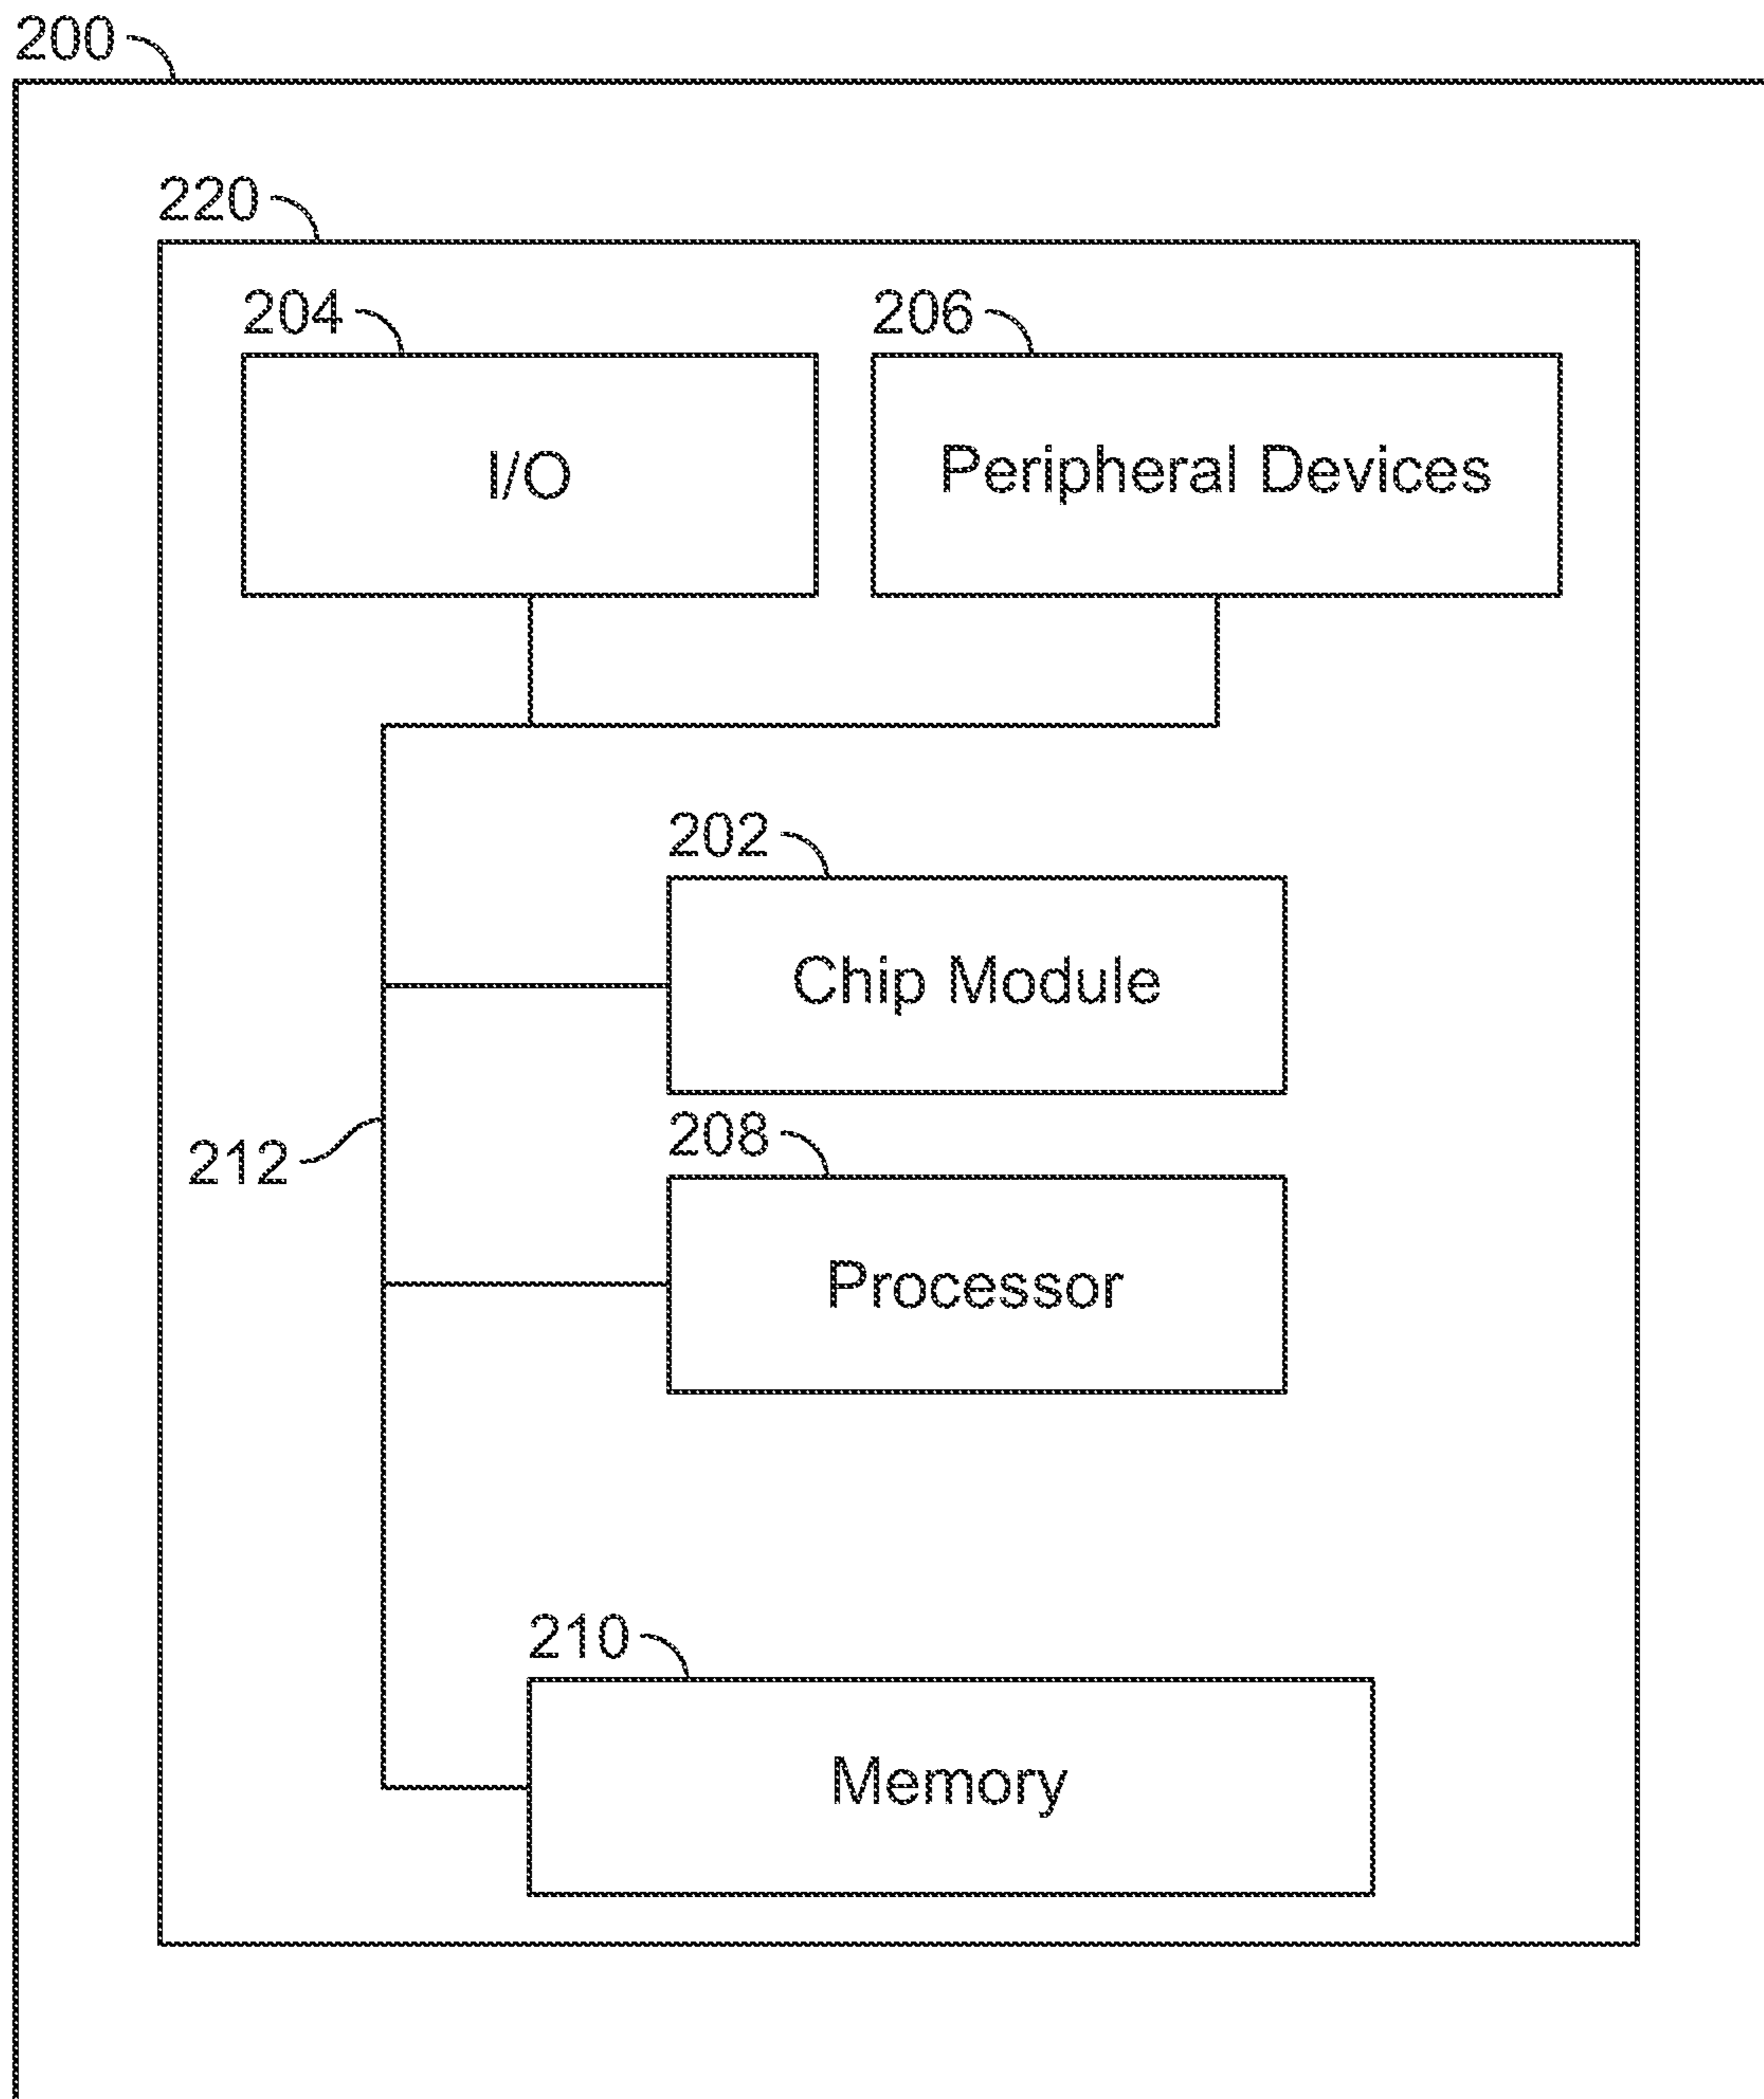 200
220
204
206
I/O
Peripheral Devices
202
Chip Module
212
208
Processor
210
Memory